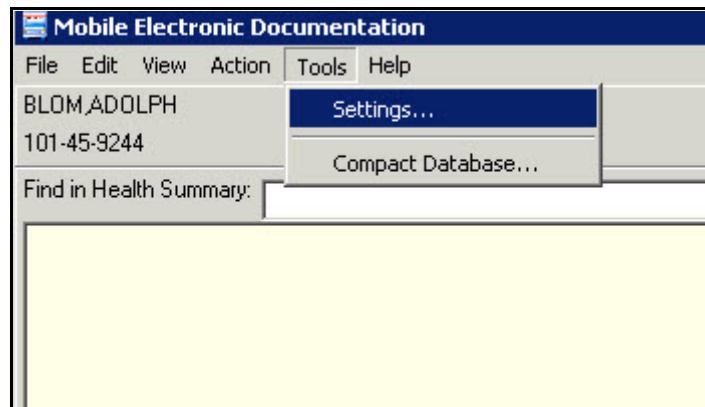 Mobile Electronic Documentation
File Edit View Action Tools Help
BLOM,ADOLPH
101-45-9244
Settings...
Compact Database...
Find in Health Summary: